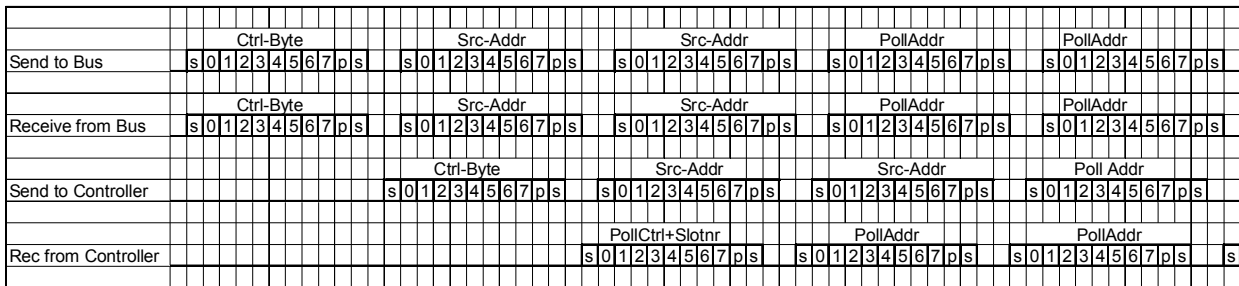 Ctrl-Byte Src-Addr Src-Addr PollAddr PollAddr
Send to Bus s 0 1 2 3 4 5 6 7 p s s 0 1 2 3 4 5 6 7 p s s 0 1 2 3 4 5 6 7 p s s 0 1 2 3 4 5 6 7 p s s 0 1 2 3 4 5 6 7 p s
Ctrl-Byte Src-Addr Src-Addr PollAddr PollAddr
Receive from Bus s 0 1 2 3 4 5 6 7 p s s 0 1 2 3 4 5 6 7 p s s 0 1 2 3 4 5 6 7 p s s 0 1 2 3 4 5 6 7 p s s 0 1 2 3 4 5 6 7 p s
Ctrl-Byte Src-Addr Src-Addr Poll Addr
Send to Controller s 0 1 2 3 4 5 6 7 p s s 0 1 2 3 4 5 6 7 p s s 0 1 2 3 4 5 6 7 p s s 0 1 2 3 4 5 6 7 p s
PollCtrl+Slotnr PollAddr PollAddr
Rec from Controller s 0 1 2 3 4 5 6 7 p s s 0 1 2 3 4 5 6 7 p s s 0 1 2 3 4 5 6 7 p s s